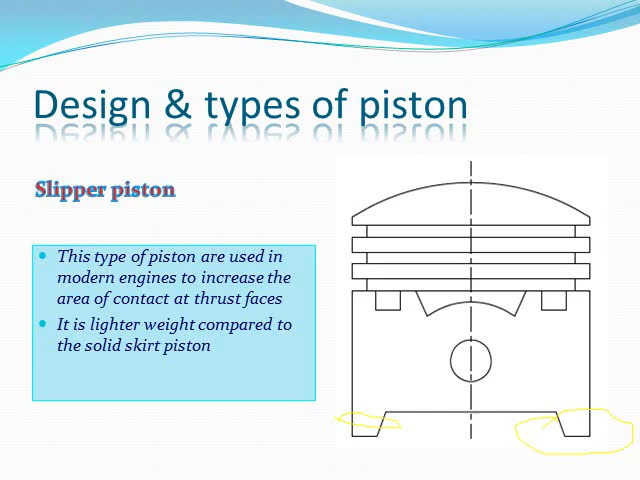 Design & types of piston
Slipper piston
This type of piston are used in
modern engines to increase the
area of contact at thrust faces
It is lighter weight compared to
the solid skirt piston